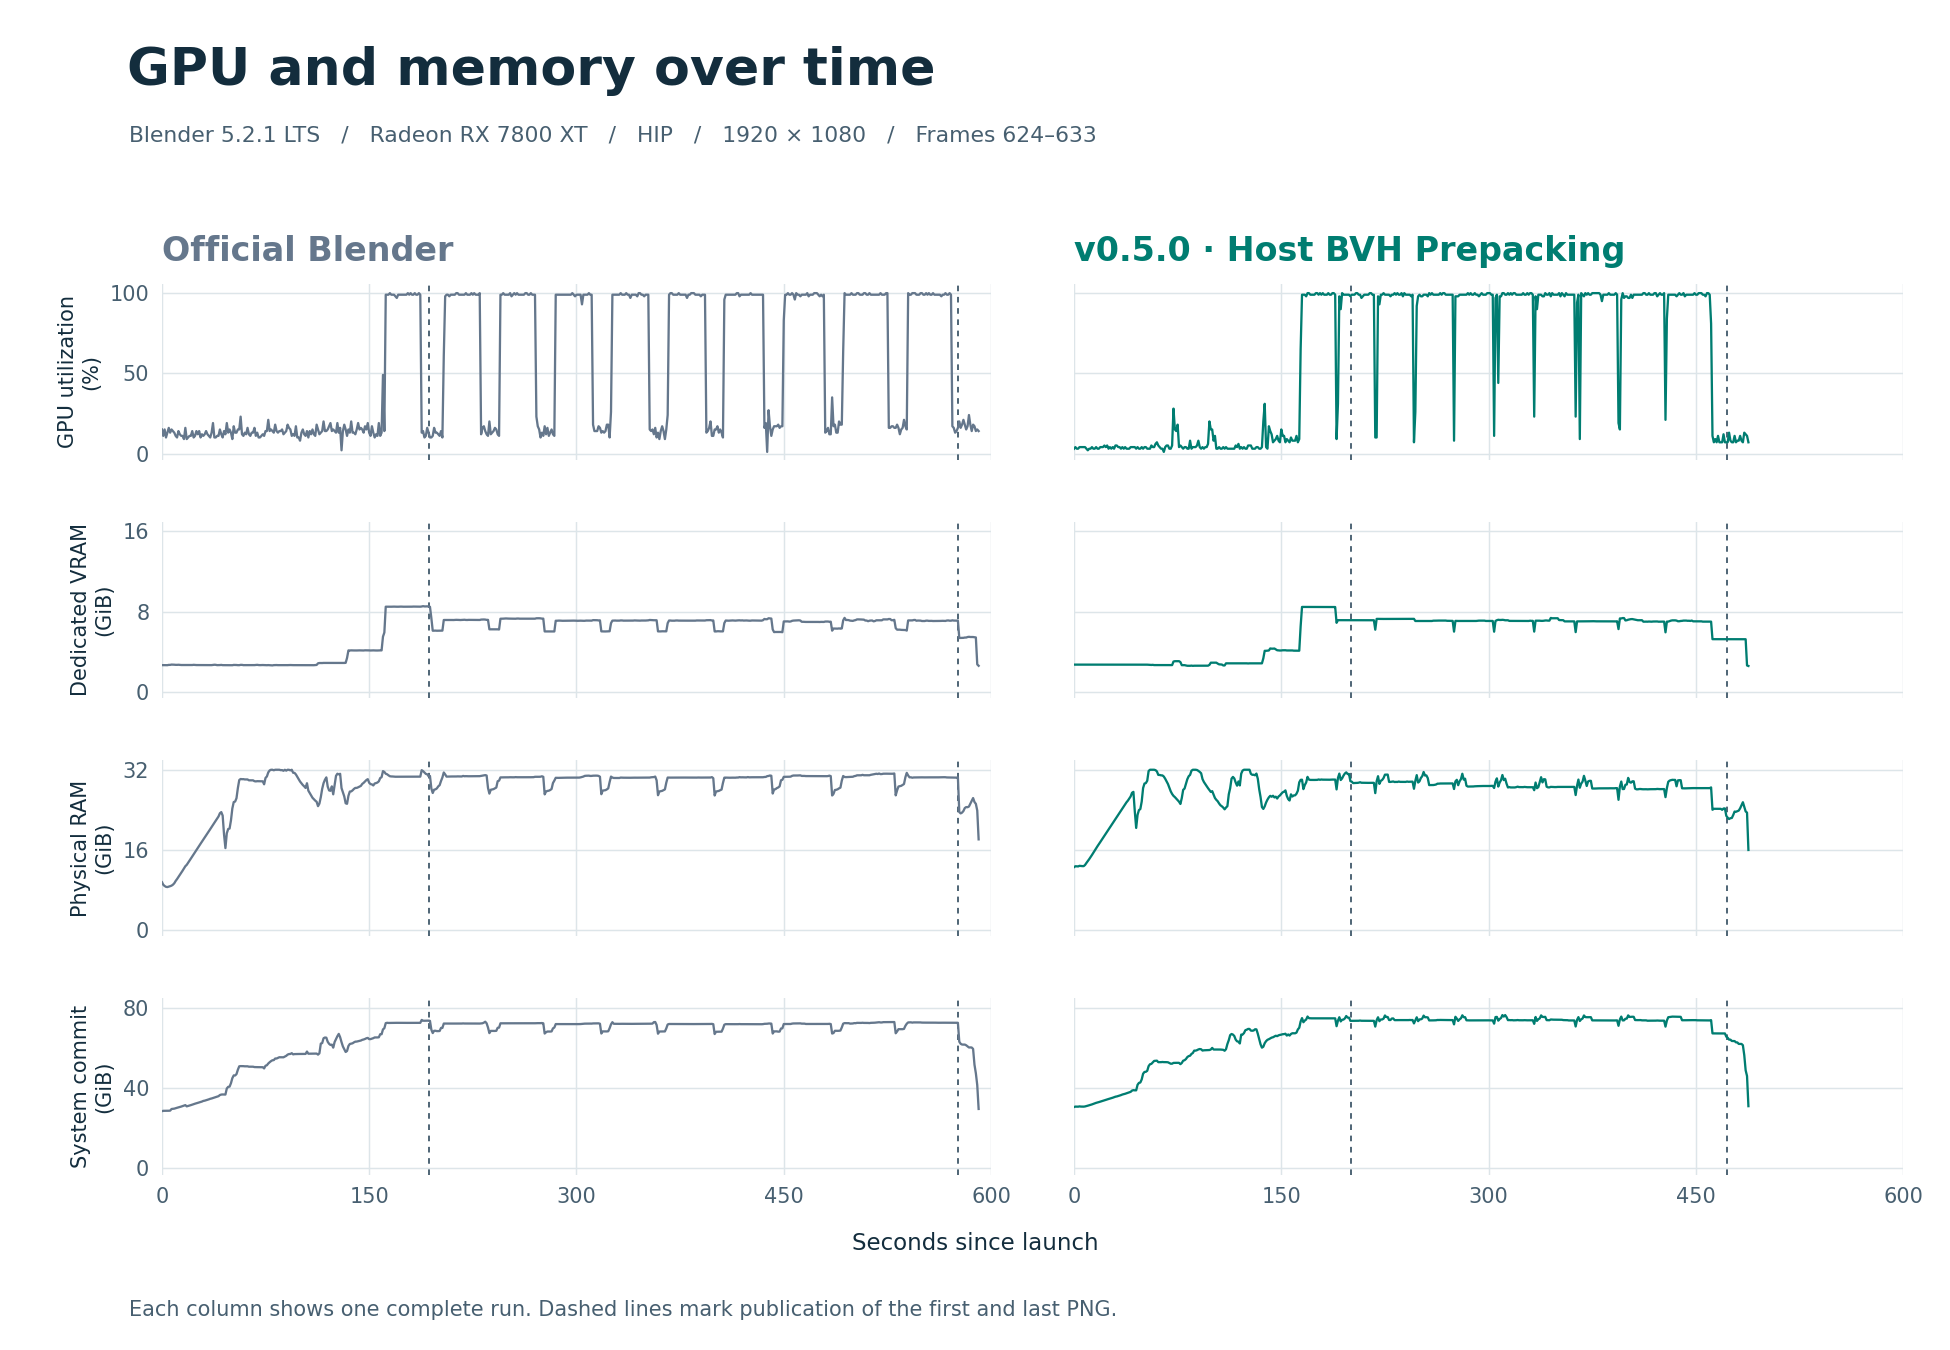 GPU and memory over time
Blender 5.2.1 LTS / Radeon RX 7800 XT / HIP / 1920 × 1080 / Frames 624–633
Official Blender
v0.5.0 · Host BVH Prepacking
GPU utilization
(%)
100
50
0
Dedicated VRAM
(GiB)
16
8
0
Physical RAM
(GiB)
32
16
0
System commit
(GiB)
80
40
0
0 150 300 450 600
0 150 300 450 600
Seconds since launch
Each column shows one complete run. Dashed lines mark publication of the first and last PNG.